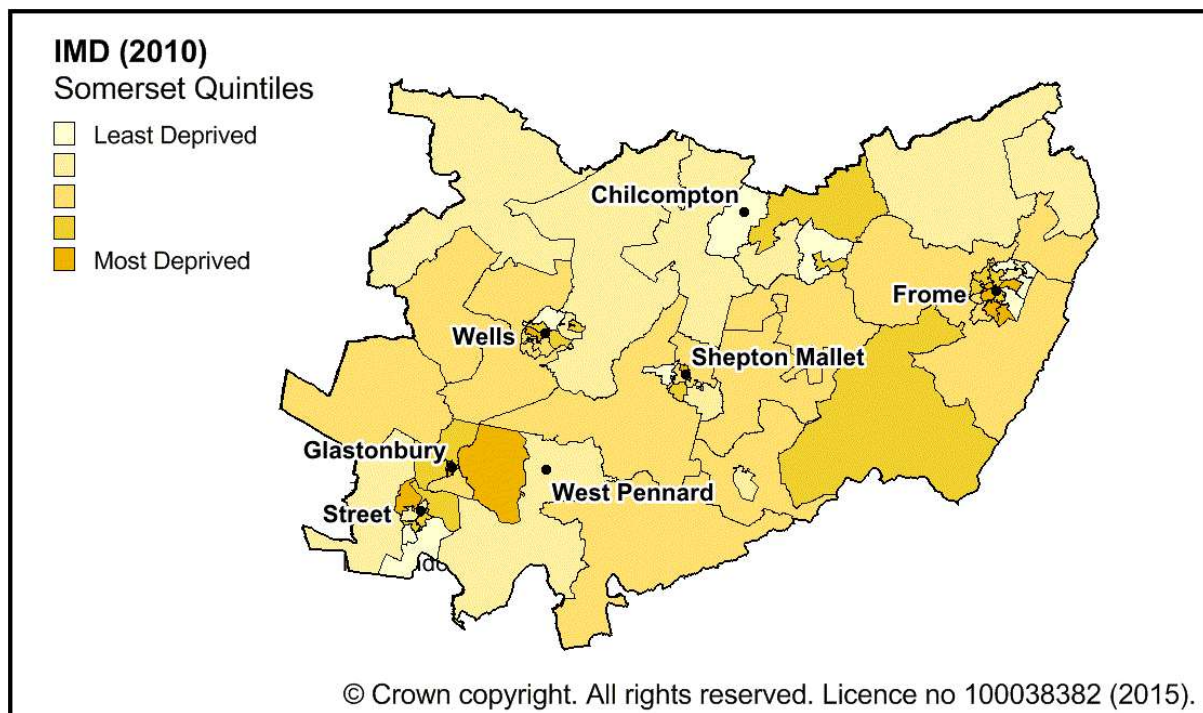 IMD (2010)
Somerset Quintiles
Least Deprived
Most Deprived
Chilcompton
Frome
Wells
Shepton Mallet
Glastonbury
West Pennard
Street
© Crown copyright. All rights reserved. Licence no 100038382 (2015).